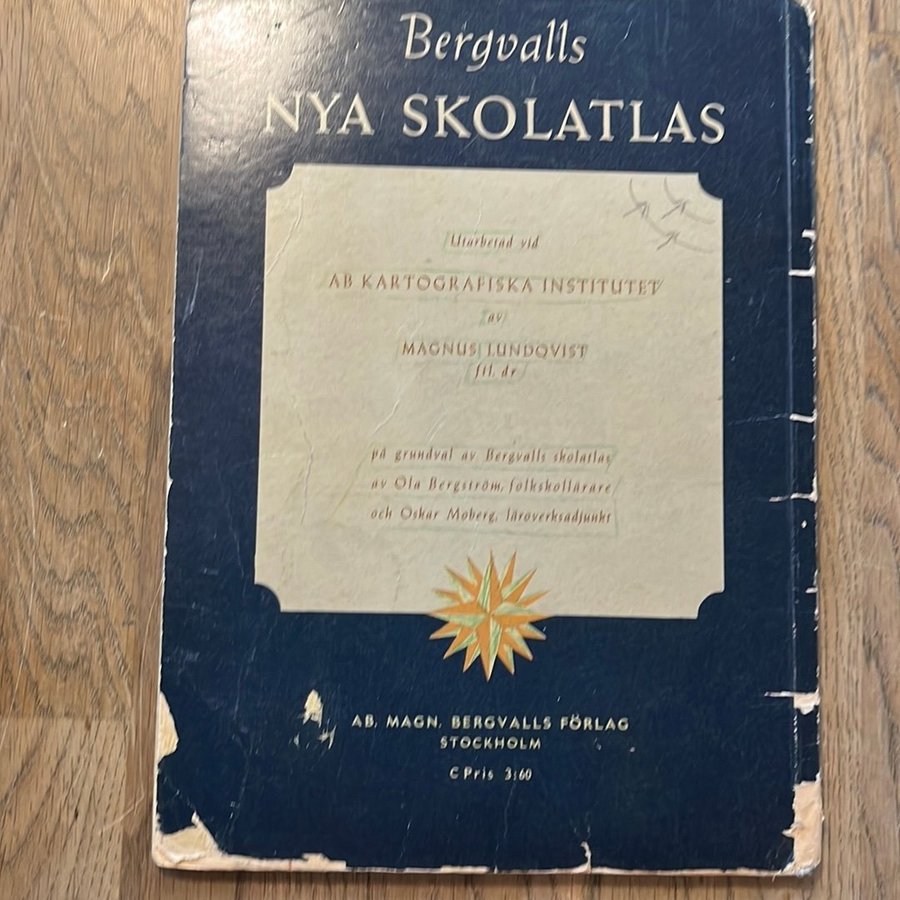 Bergvalls
NYA SKOLATLAS
Utarbetad vid
AB KARTOGRAFISKA INSTITUTET
av
MAGNUS LUNDQVIST
fil. dr
på grundval av Bergvalls skolatlas
av Ola Bergström, folkskollärare
och Oskar Moberg, läroverksadjunkt
AB. MAGN. BERGVALLS FÖRLAG
STOCKHOLM
C Pris 3:60